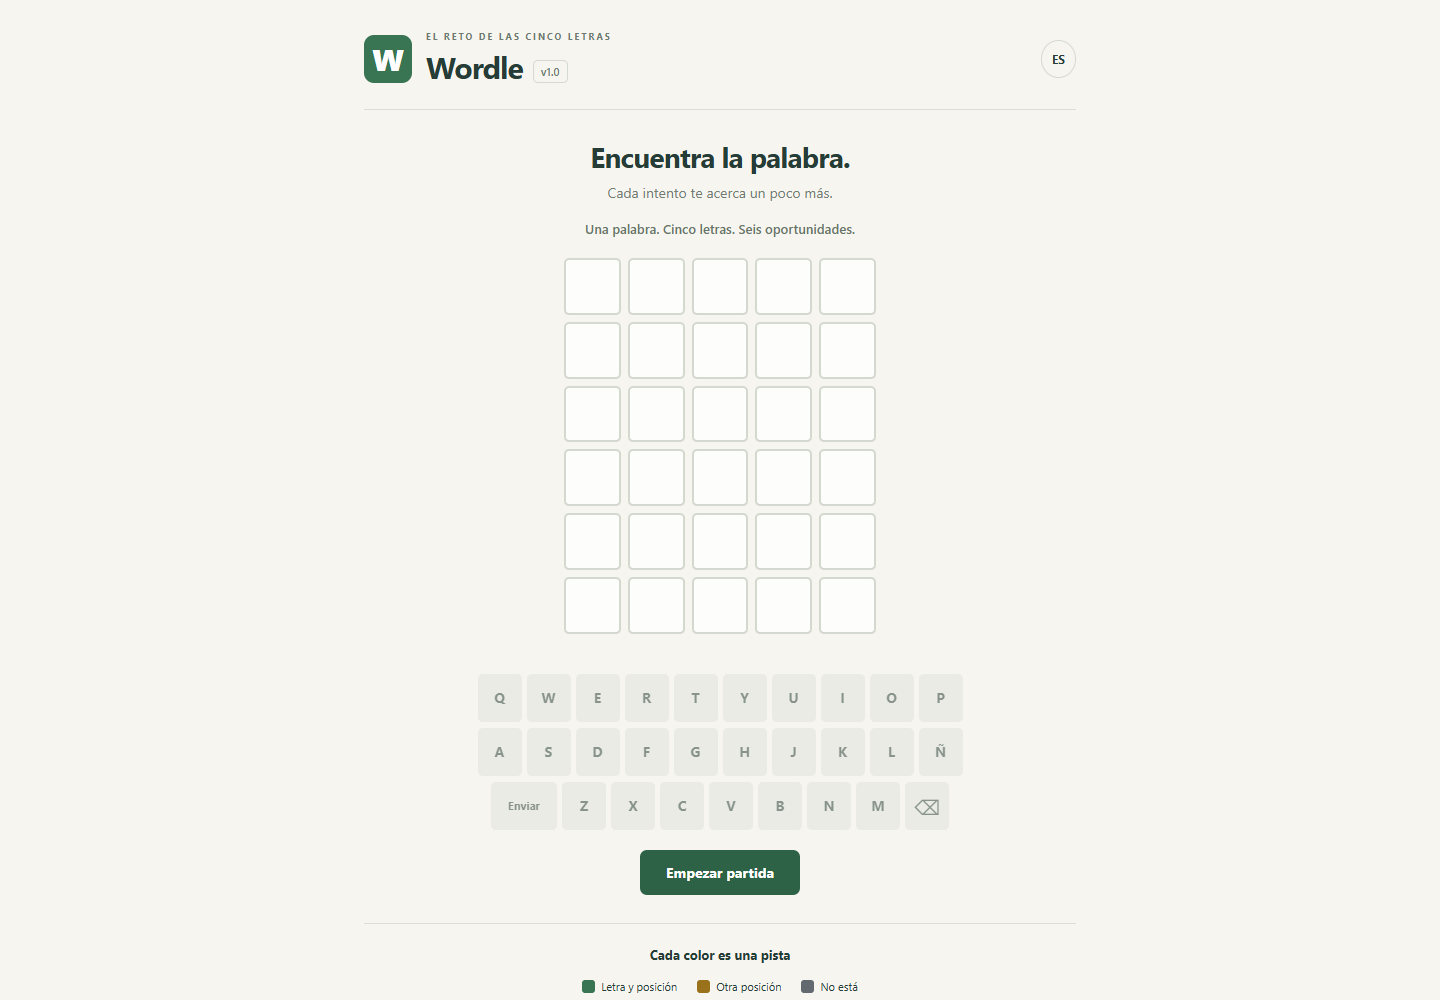 W
EL RETO DE LAS CINCO LETRAS
Wordle v1.0
ES
Encuentra la palabra.
Cada intento te acerca un poco más.
Una palabra. Cinco letras. Seis oportunidades.
Q W E R T Y U I O P
A S D F G H J K L Ñ
Enviar Z X C V B N M ⌫
Empezar partida
Cada color es una pista
Letra y posición Otra posición No está